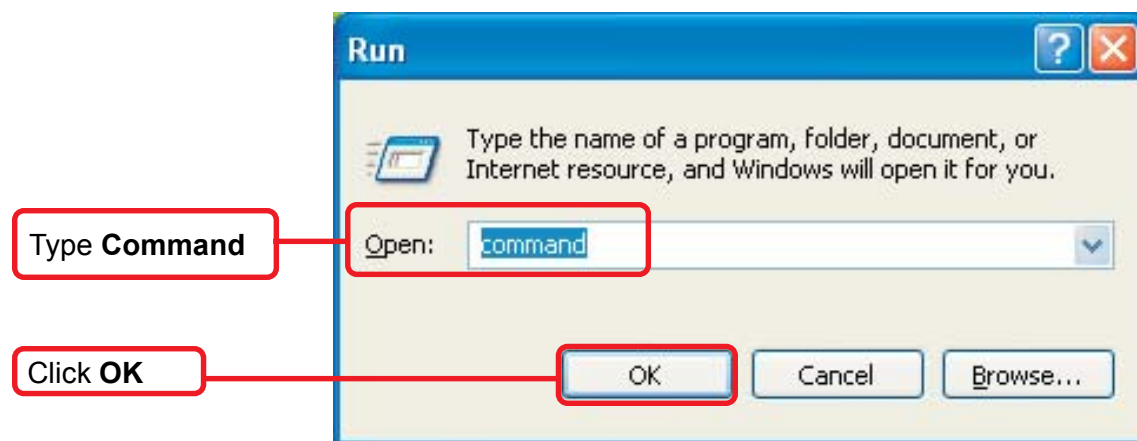 Run
Type the name of a program, folder, document, or
Internet resource, and Windows will open it for you.
Type Command
Open: command
Click OK
OK Cancel Browse...